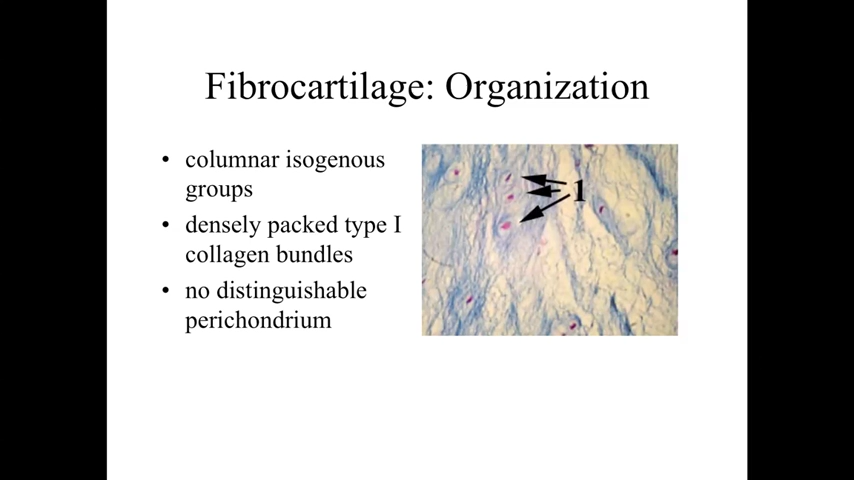 Fibrocartilage: Organization
• columnar isogenous
groups
• densely packed type I
collagen bundles
• no distinguishable
perichondrium
1